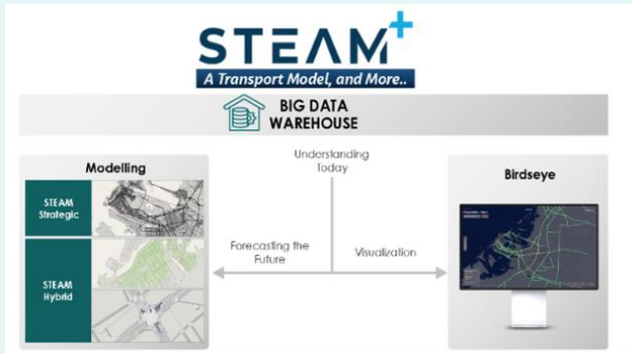 STEAM+
A Transport Model, and More..
BIG DATA
WAREHOUSE
Understanding
Today
Modelling
STEAM
Strategic
STEAM
Hybrid
Forecasting the
Future
Visualization
Birdseye